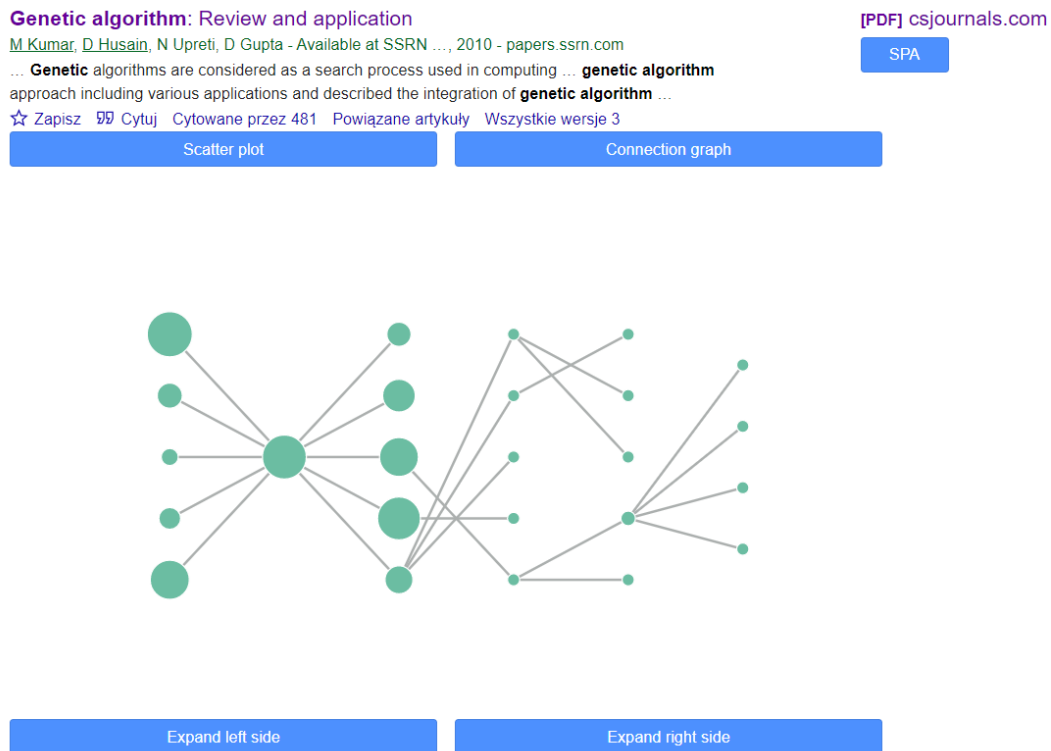 Genetic algorithm: Review and application
[PDF] csjournals.com
M Kumar, D Husain, N Upreti, D Gupta - Available at SSRN …, 2010 - papers.ssrn.com
SPA
… Genetic algorithms are considered as a search process used in computing … genetic algorithm
approach including various applications and described the integration of genetic algorithm …
Zapisz Cytuj Cytowane przez 481 Powiązane artykuły Wszystkie wersje 3
Scatter plot
Connection graph
Expand left side
Expand right side